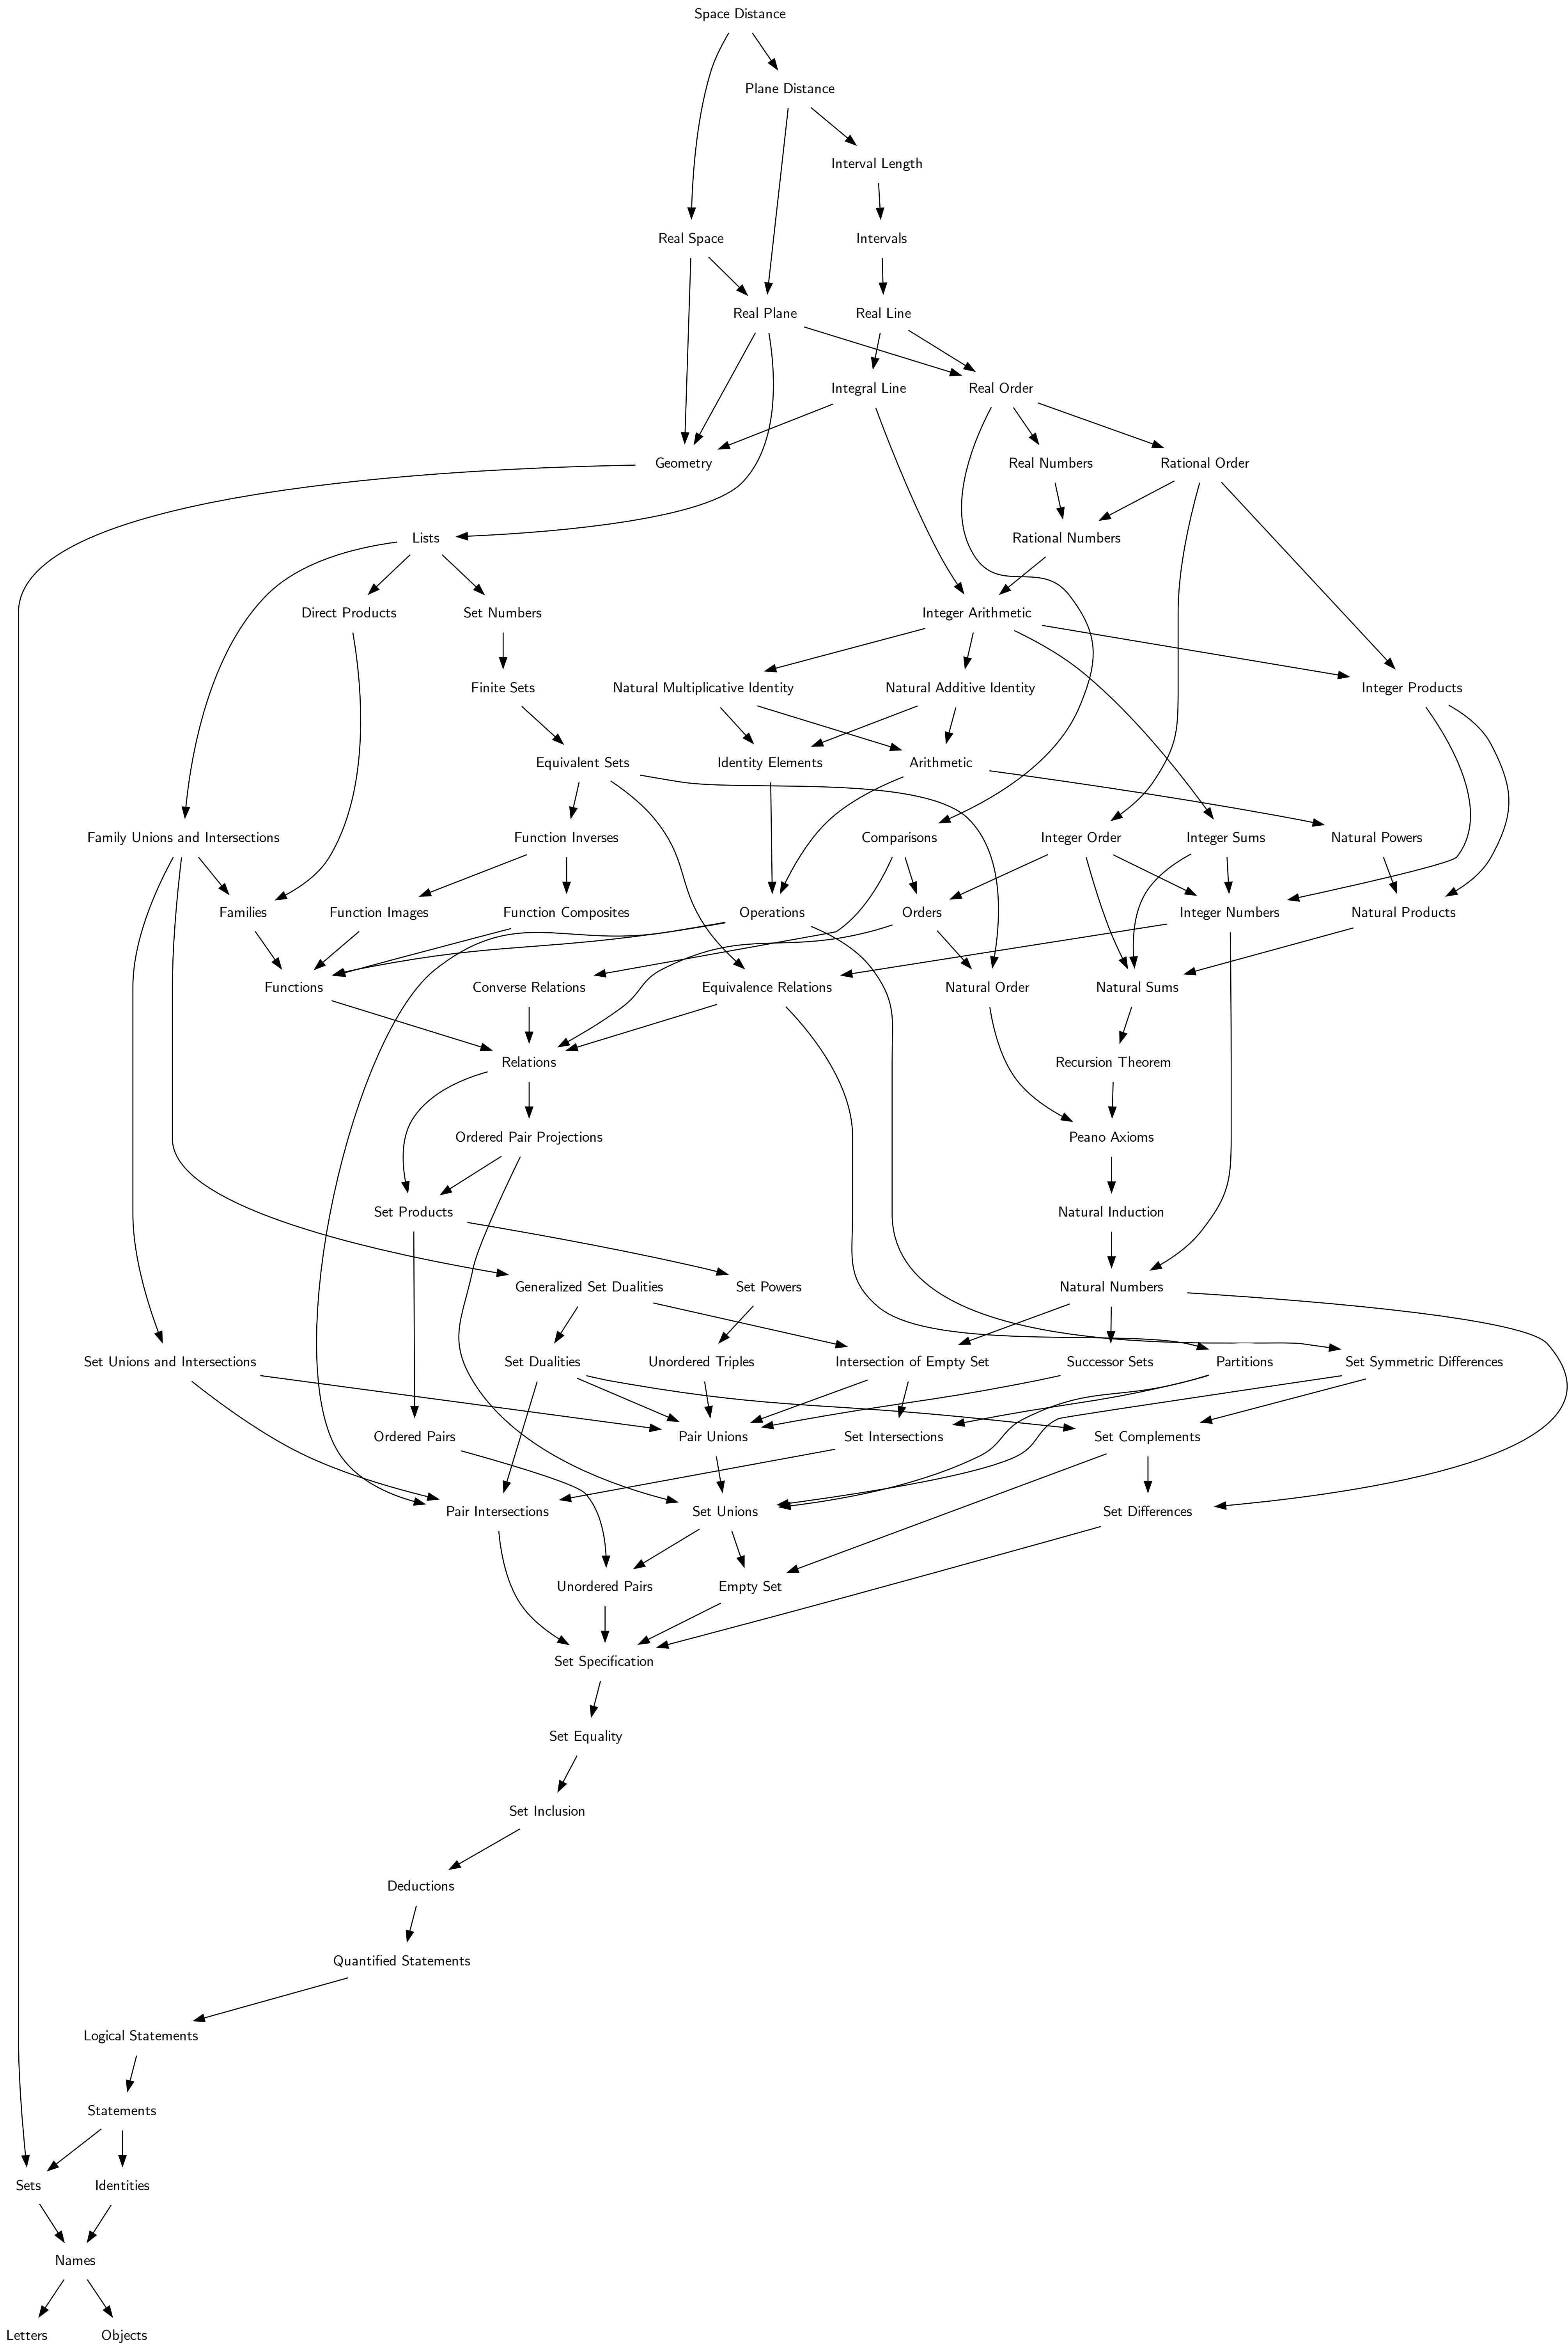 Space Distance
Plane Distance
Interval Length
Real Space
Intervals
Real Plane
Real Line
Integral Line
Real Order
Geometry
Real Numbers
Rational Order
Lists
Rational Numbers
Direct Products
Set Numbers
Integer Arithmetic
Finite Sets
Natural Multiplicative Identity
Natural Additive Identity
Integer Products
Equivalent Sets
Identity Elements
Arithmetic
Family Unions and Intersections
Function Inverses
Comparisons
Integer Order
Integer Sums
Natural Powers
Families
Function Images
Function Composites
Operations
Orders
Integer Numbers
Natural Products
Functions
Converse Relations
Equivalence Relations
Natural Order
Natural Sums
Relations
Recursion Theorem
Ordered Pair Projections
Peano Axioms
Set Products
Natural Induction
Generalized Set Dualities
Set Powers
Natural Numbers
Set Unions and Intersections
Set Dualities
Unordered Triples
Intersection of Empty Set
Successor Sets
Partitions
Set Symmetric Differences
Ordered Pairs
Pair Unions
Set Intersections
Set Complements
Pair Intersections
Set Unions
Set Differences
Unordered Pairs
Empty Set
Set Specification
Set Equality
Set Inclusion
Deductions
Quantified Statements
Logical Statements
Statements
Sets
Identities
Names
Letters
Objects